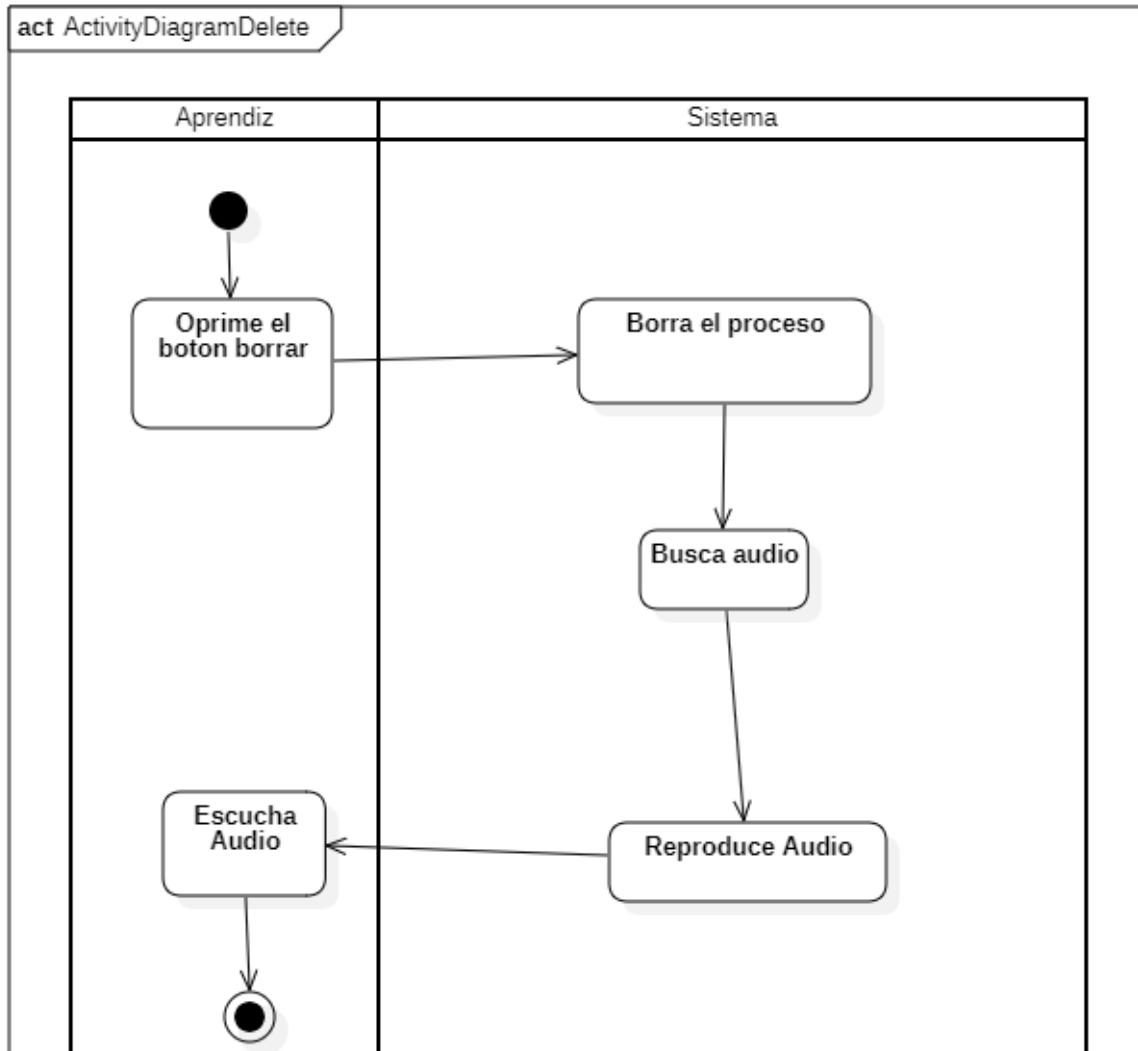 act ActivityDiagramDelete
Aprendiz
Sistema
Oprime el
boton borrar
Borra el proceso
Busca audio
Escucha
Audio
Reproduce Audio